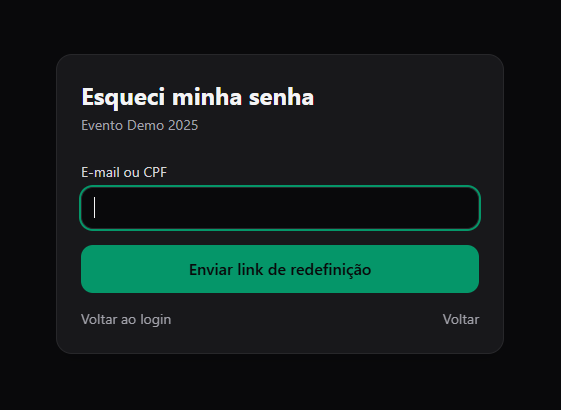 Esqueci minha senha
Evento Demo 2025
E-mail ou CPF
Enviar link de redefinição
Voltar ao login
Voltar